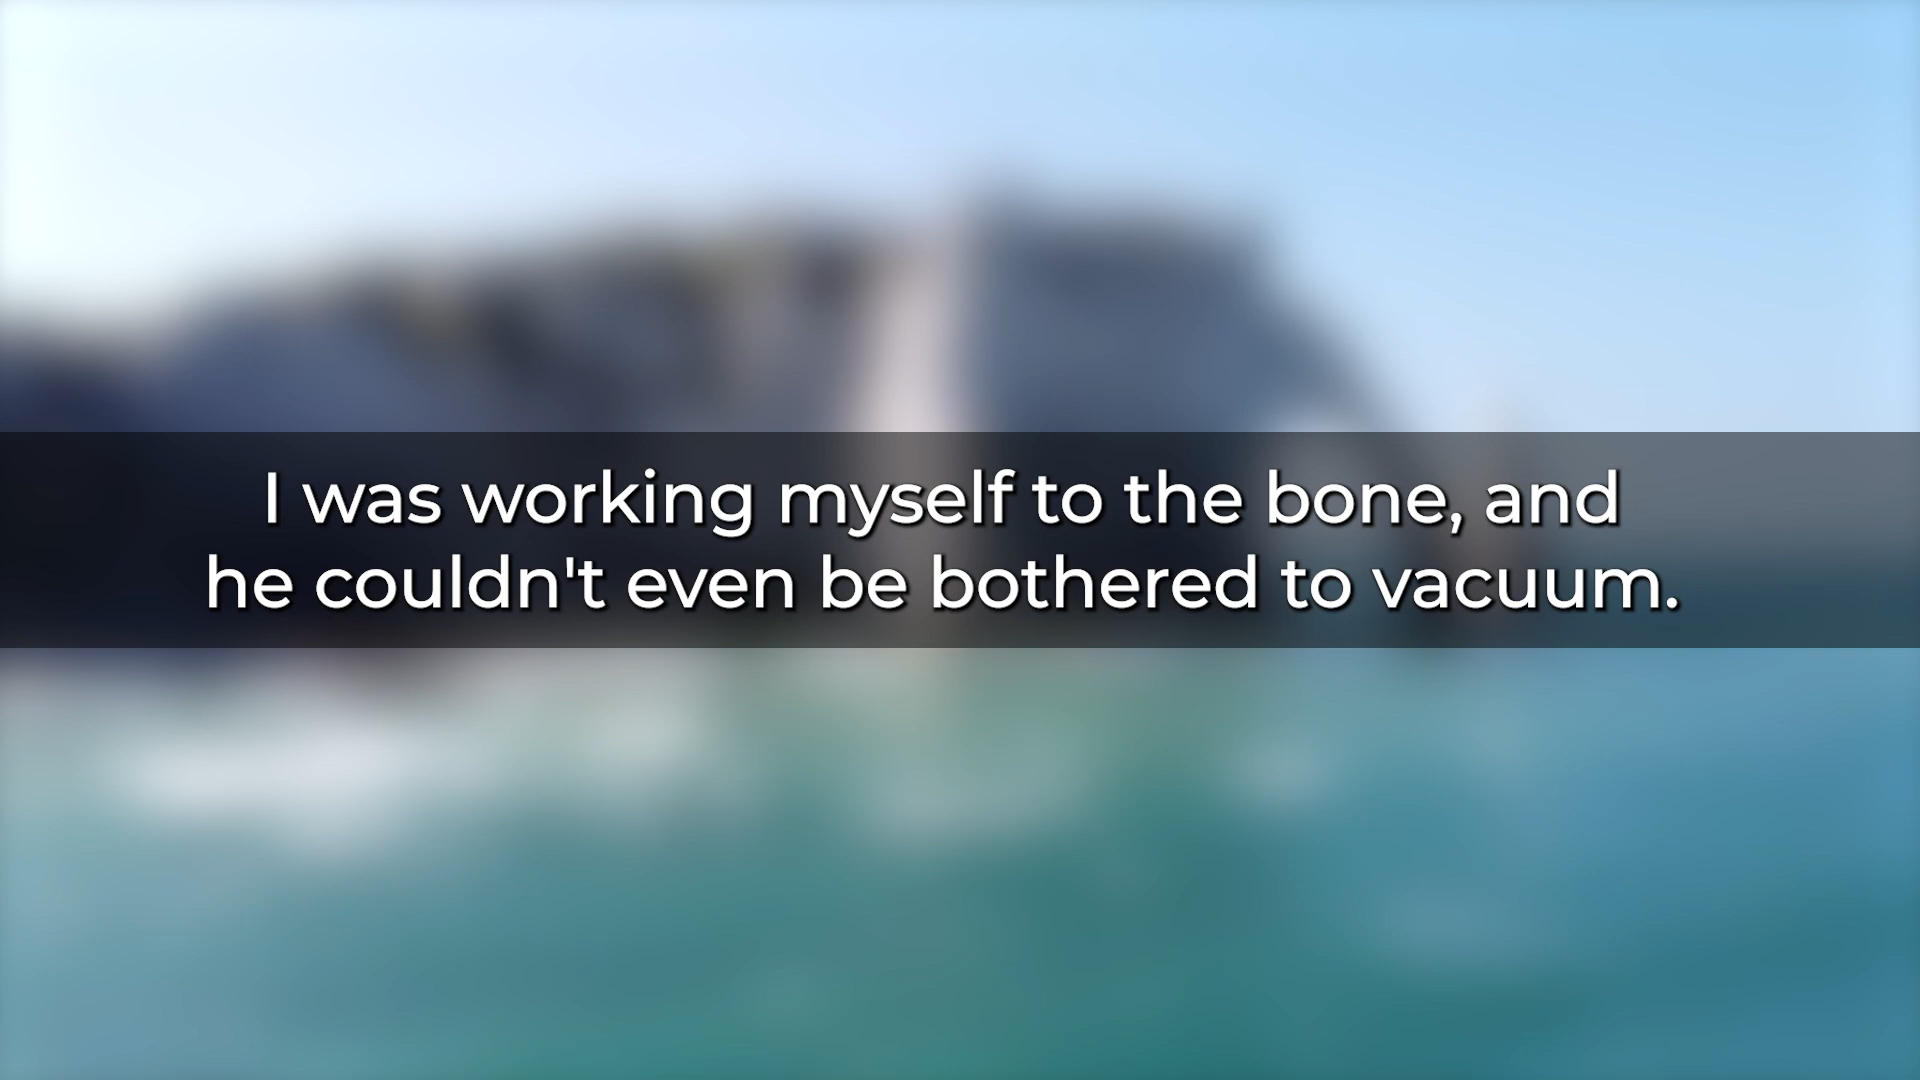 I was working myself to the bone, and
he couldn't even be bothered to vacuum.